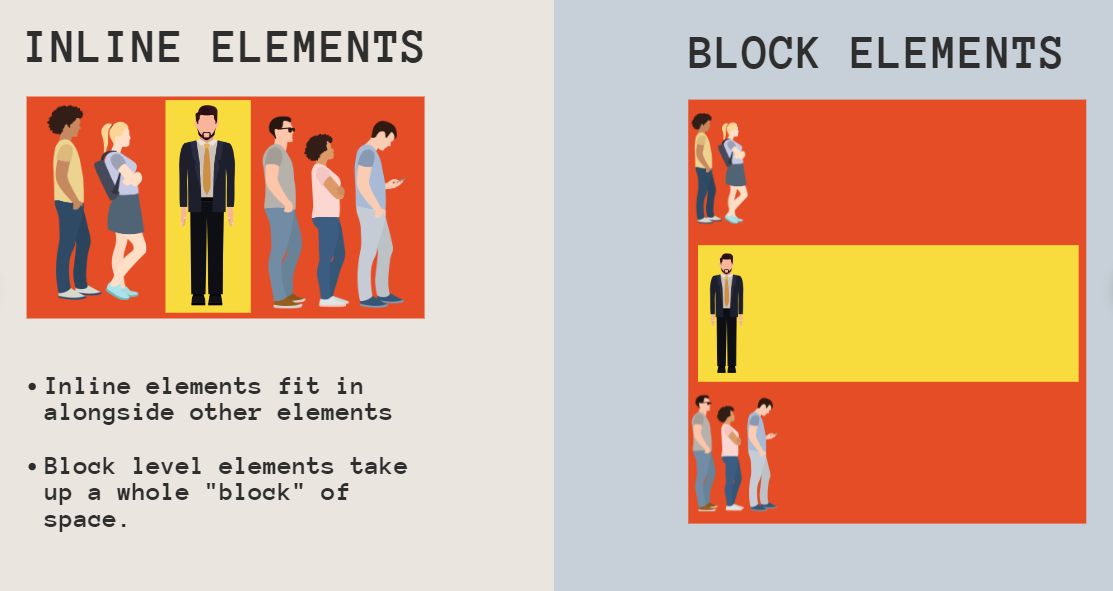 INLINE ELEMENTS
• Inline elements fit in
alongside other elements
• Block level elements take
up a whole "block" of
space.
BLOCK ELEMENTS